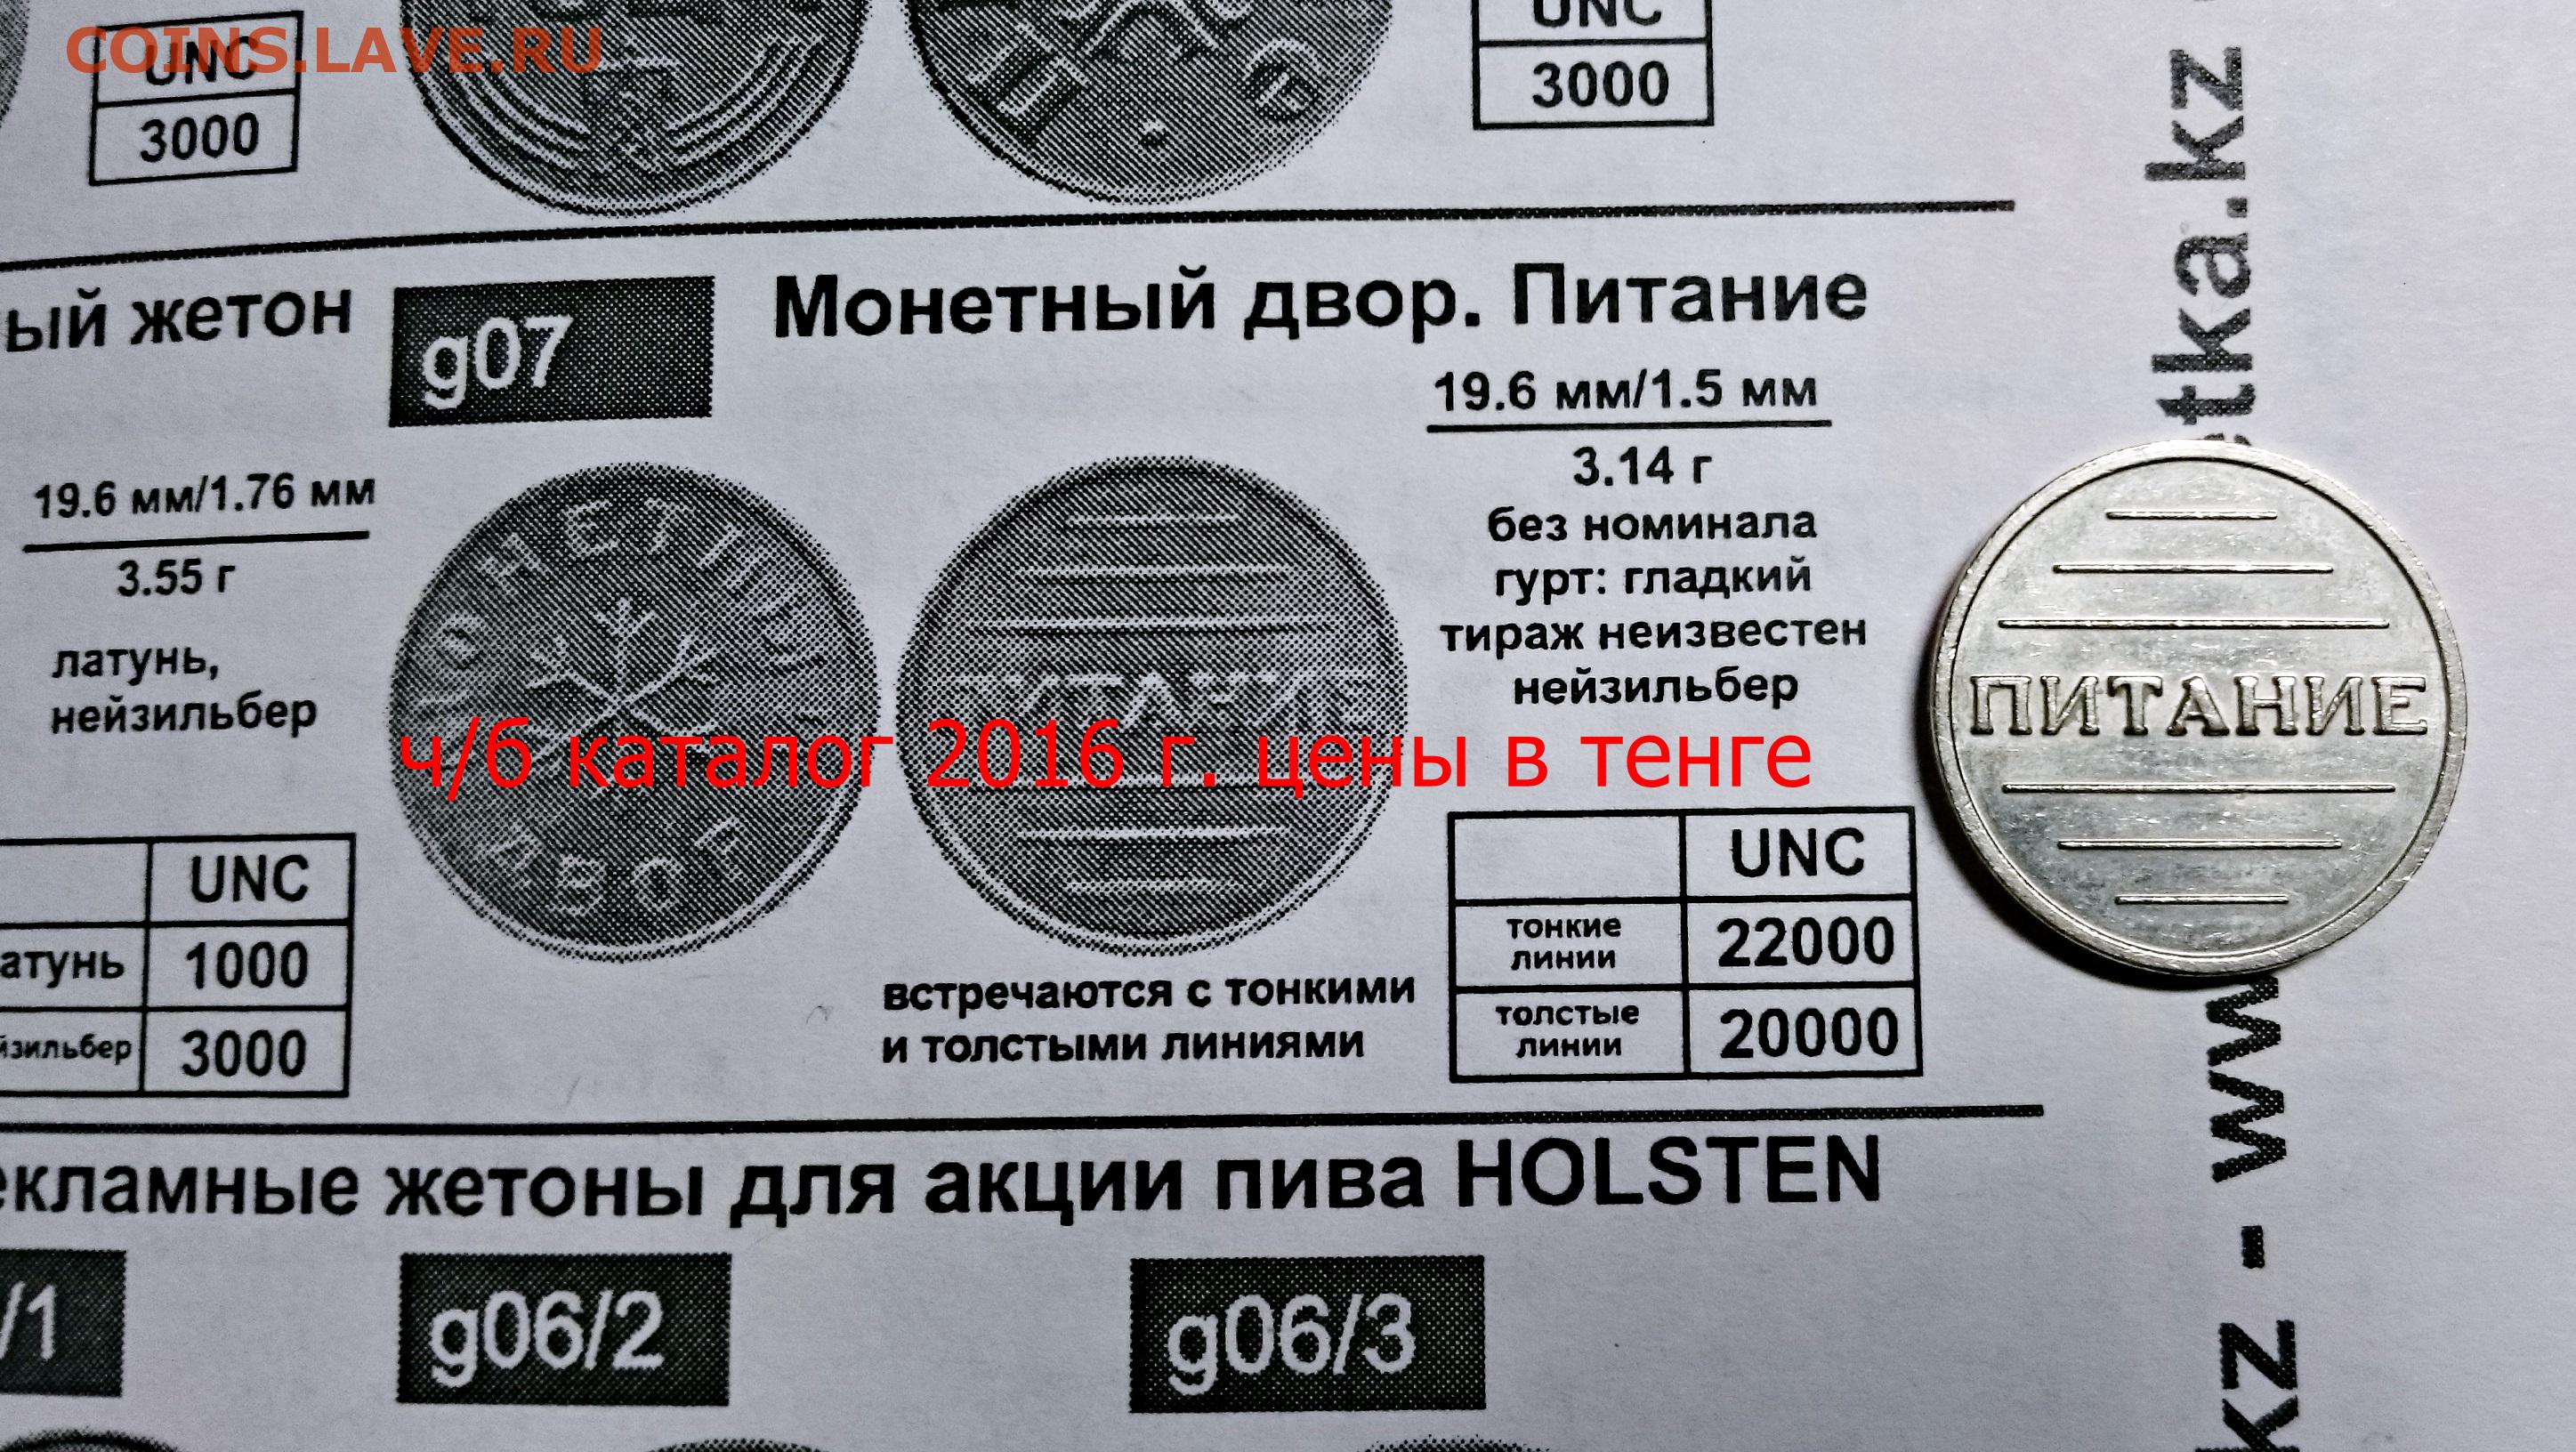 COINS.LAVE.RU
UNC
3000
UNC
3000
ый жетон
g07
Монетный двор. Питание
19.6 мм/1.76 мм
3.55 г
латунь,
нейзильбер
19.6 мм/1.5 мм
3.14 г
без номинала
гурт: гладкий
тираж неизвестен
нейзильбер
ПИТАНИЕ
ПИТАНИЕ
ДВОР
ч/б каталог 2016 г. цены в тенге
UNC
атунь 1000
йзильбер 3000
встречаются с тонкими
и толстыми линиями
UNC
тонкие
линии
22000
толстые
линии
20000
екламные жетоны для акции пива HOLSTEN
/1
g06/2
g06/3
tka.kz
kz - ww